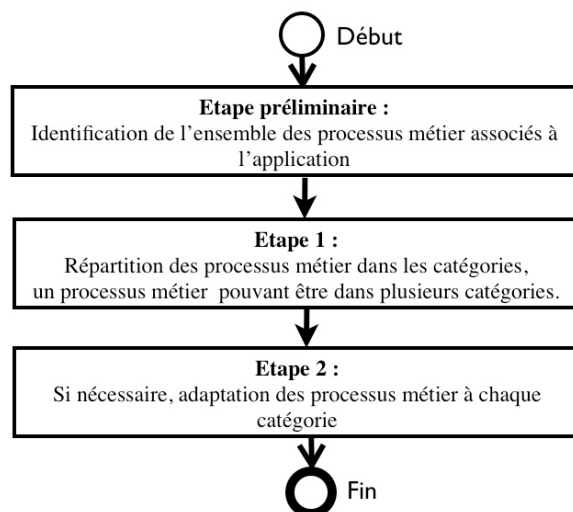 Début
Etape préliminaire :
Identification de l'ensemble des processus métier associés à
l'application
Etape 1 :
Répartition des processus métier dans les catégories,
un processus métier pouvant être dans plusieurs catégories.
Etape 2 :
Si nécessaire, adaptation des processus métier à chaque
catégorie
Fin